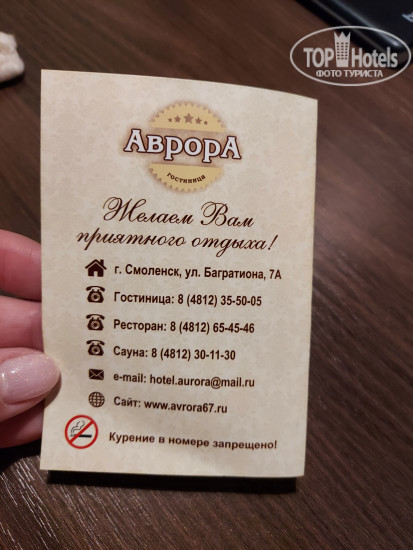 TOP Hotels
ФОТО ТУРИСТА
АВРОРА
ГОСТИНИЦА
Желаем Вам
приятного отдыха!
г. Смоленск, ул. Багратиона, 7А
Гостиница: 8 (4812) 35-50-05
Ресторан: 8 (4812) 65-45-46
Сауна: 8 (4812) 30-11-30
e-mail: hotel.aurora@mail.ru
Сайт: www.avrora67.ru
Курение в номере запрещено!